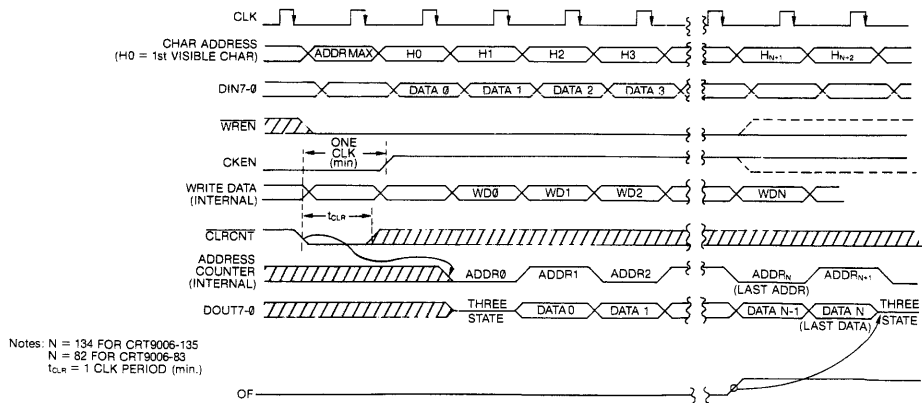 CLK
CHAR ADDRESS
(H0 = 1st VISIBLE CHAR)
ADDR MAX H0 H1 H2 H3 HN+1 HN+2
DIN7-0
DATA 0 DATA 1 DATA 2 DATA 3
WREN
ONE
CLK
(min)
CKEN
WRITE DATA
(INTERNAL)
WD0 WD1 WD2 WDN
tCLR
CLRCNT
ADDRESS
COUNTER
(INTERNAL)
ADDR0 ADDR1 ADDR2 ADDRN ADDRN+1
(LAST ADDR)
DOUT7-0
THREE
STATE
DATA 0 DATA 1 DATA N-1 DATA N
(LAST DATA)
THREE
STATE
Notes: N = 134 FOR CRT9006-135
N = 82 FOR CRT9006-83
tCLR = 1 CLK PERIOD (min.)
OF